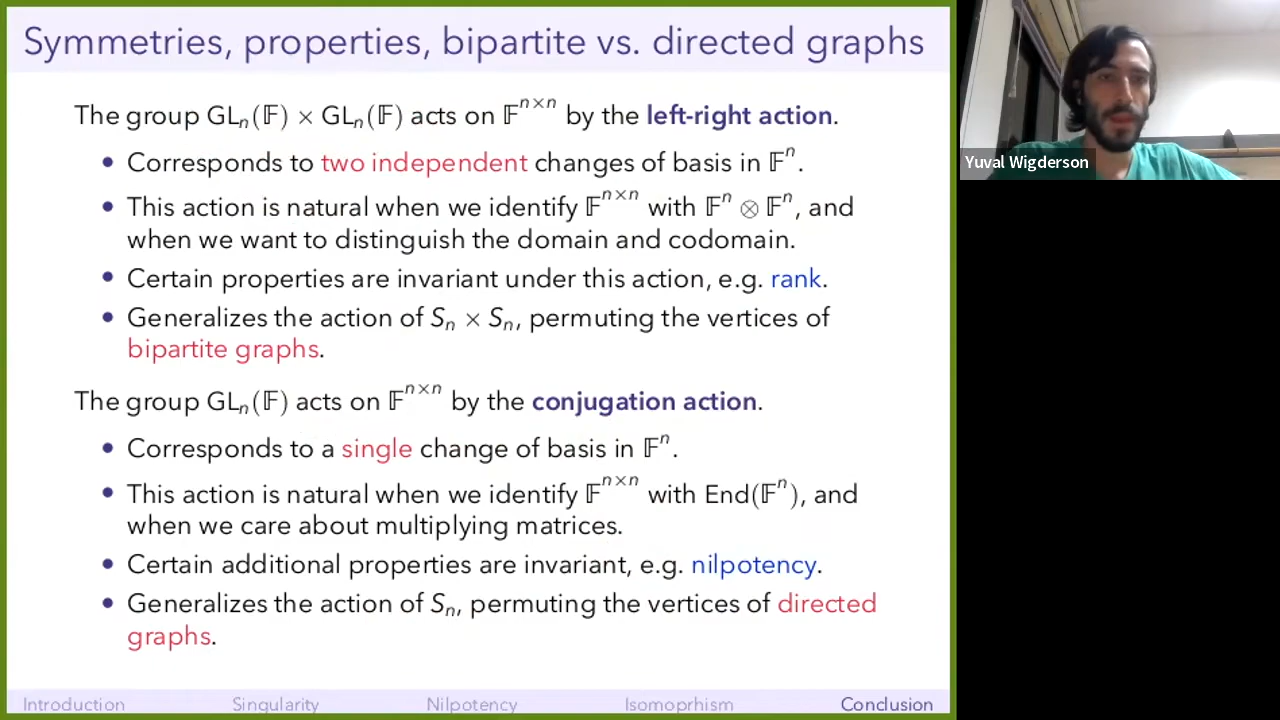 Symmetries, properties, bipartite vs. directed graphs
The group GLₙ(𝔽) × GLₙ(𝔽) acts on 𝔽ⁿˣⁿ by the left-right action.
• Corresponds to two independent changes of basis in 𝔽ⁿ.
• This action is natural when we identify 𝔽ⁿˣⁿ with 𝔽ⁿ ⊗ 𝔽ⁿ, and
when we want to distinguish the domain and codomain.
• Certain properties are invariant under this action, e.g. rank.
• Generalizes the action of Sₙ × Sₙ, permuting the vertices of
bipartite graphs.
The group GLₙ(𝔽) acts on 𝔽ⁿˣⁿ by the conjugation action.
• Corresponds to a single change of basis in 𝔽ⁿ.
• This action is natural when we identify 𝔽ⁿˣⁿ with End(𝔽ⁿ), and
when we care about multiplying matrices.
• Certain additional properties are invariant, e.g. nilpotency.
• Generalizes the action of Sₙ, permuting the vertices of directed
graphs.
Introduction Singularity Nilpotency Isomoprhism Conclusion
Yuval Wigderson